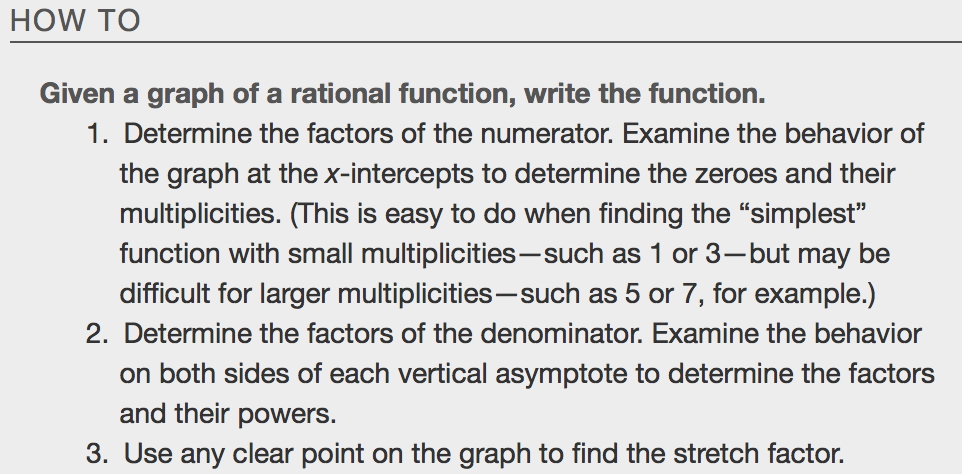 HOW TO
Given a graph of a rational function, write the function.
1. Determine the factors of the numerator. Examine the behavior of
the graph at the x-intercepts to determine the zeroes and their
multiplicities. (This is easy to do when finding the “simplest”
function with small multiplicities—such as 1 or 3—but may be
difficult for larger multiplicities—such as 5 or 7, for example.)
2. Determine the factors of the denominator. Examine the behavior
on both sides of each vertical asymptote to determine the factors
and their powers.
3. Use any clear point on the graph to find the stretch factor.